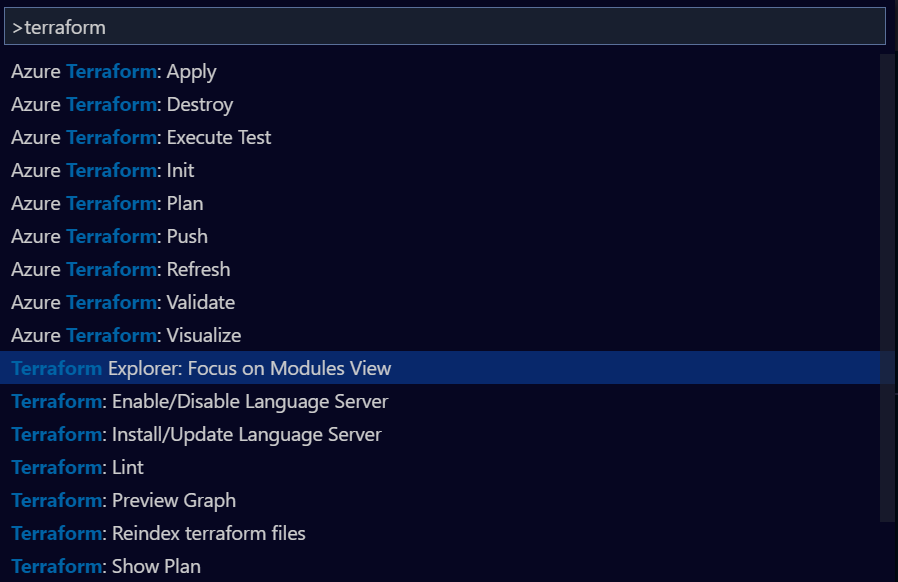 >terraform
Azure Terraform: Apply
Azure Terraform: Destroy
Azure Terraform: Execute Test
Azure Terraform: Init
Azure Terraform: Plan
Azure Terraform: Push
Azure Terraform: Refresh
Azure Terraform: Validate
Azure Terraform: Visualize
Terraform Explorer: Focus on Modules View
Terraform: Enable/Disable Language Server
Terraform: Install/Update Language Server
Terraform: Lint
Terraform: Preview Graph
Terraform: Reindex terraform files
Terraform: Show Plan